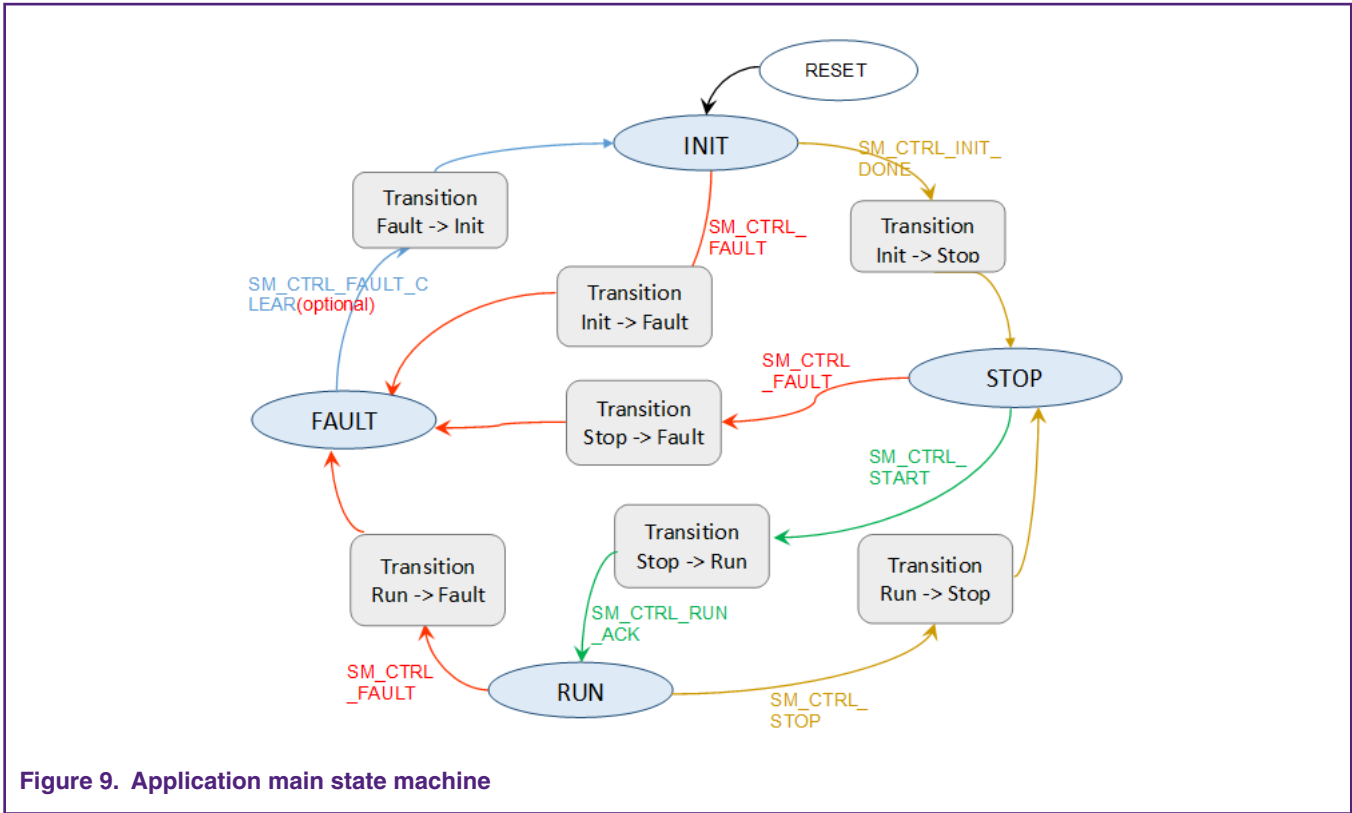 RESET
INIT
SM_CTRL_INIT_
DONE
Transition
Fault -> Init
Transition
Init -> Stop
SM_CTRL_
FAULT
SM_CTRL_FAULT_C
LEAR(optional)
Transition
Init -> Fault
SM_CTRL
_FAULT
STOP
FAULT
Transition
Stop -> Fault
SM_CTRL_
START
Transition
Stop -> Run
Transition
Run -> Fault
Transition
Run -> Stop
SM_CTRL_RUN
_ACK
SM_CTRL
_FAULT
RUN
SM_CTRL_
STOP
Figure 9. Application main state machine